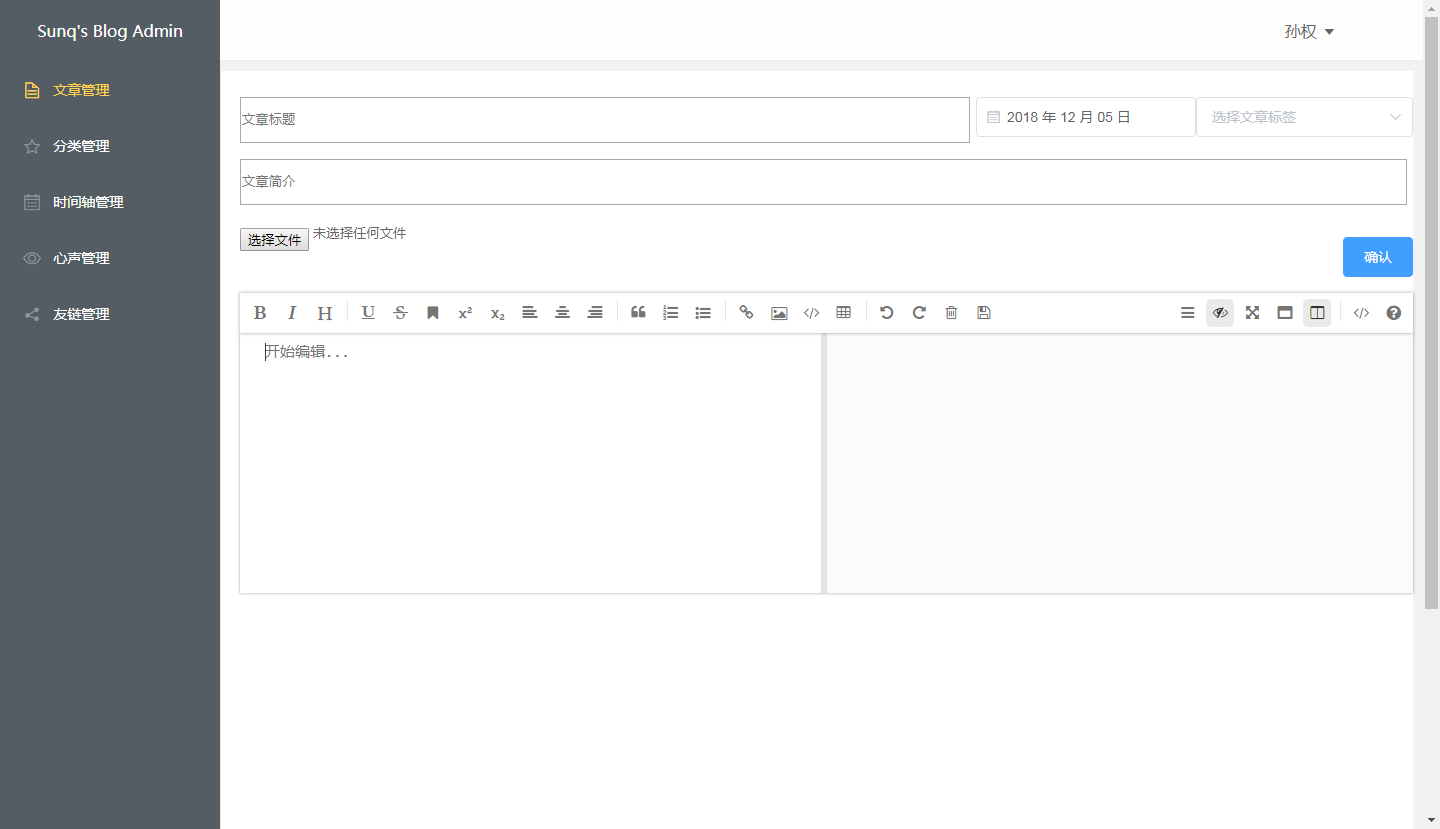 Sunq's Blog Admin
孙权
文章管理
分类管理
时间轴管理
心声管理
友链管理
文章标题
2018 年 12 月 05 日
选择文章标签
文章简介
选择文件 未选择任何文件
确认
B I H U S x² x₂
开始编辑...